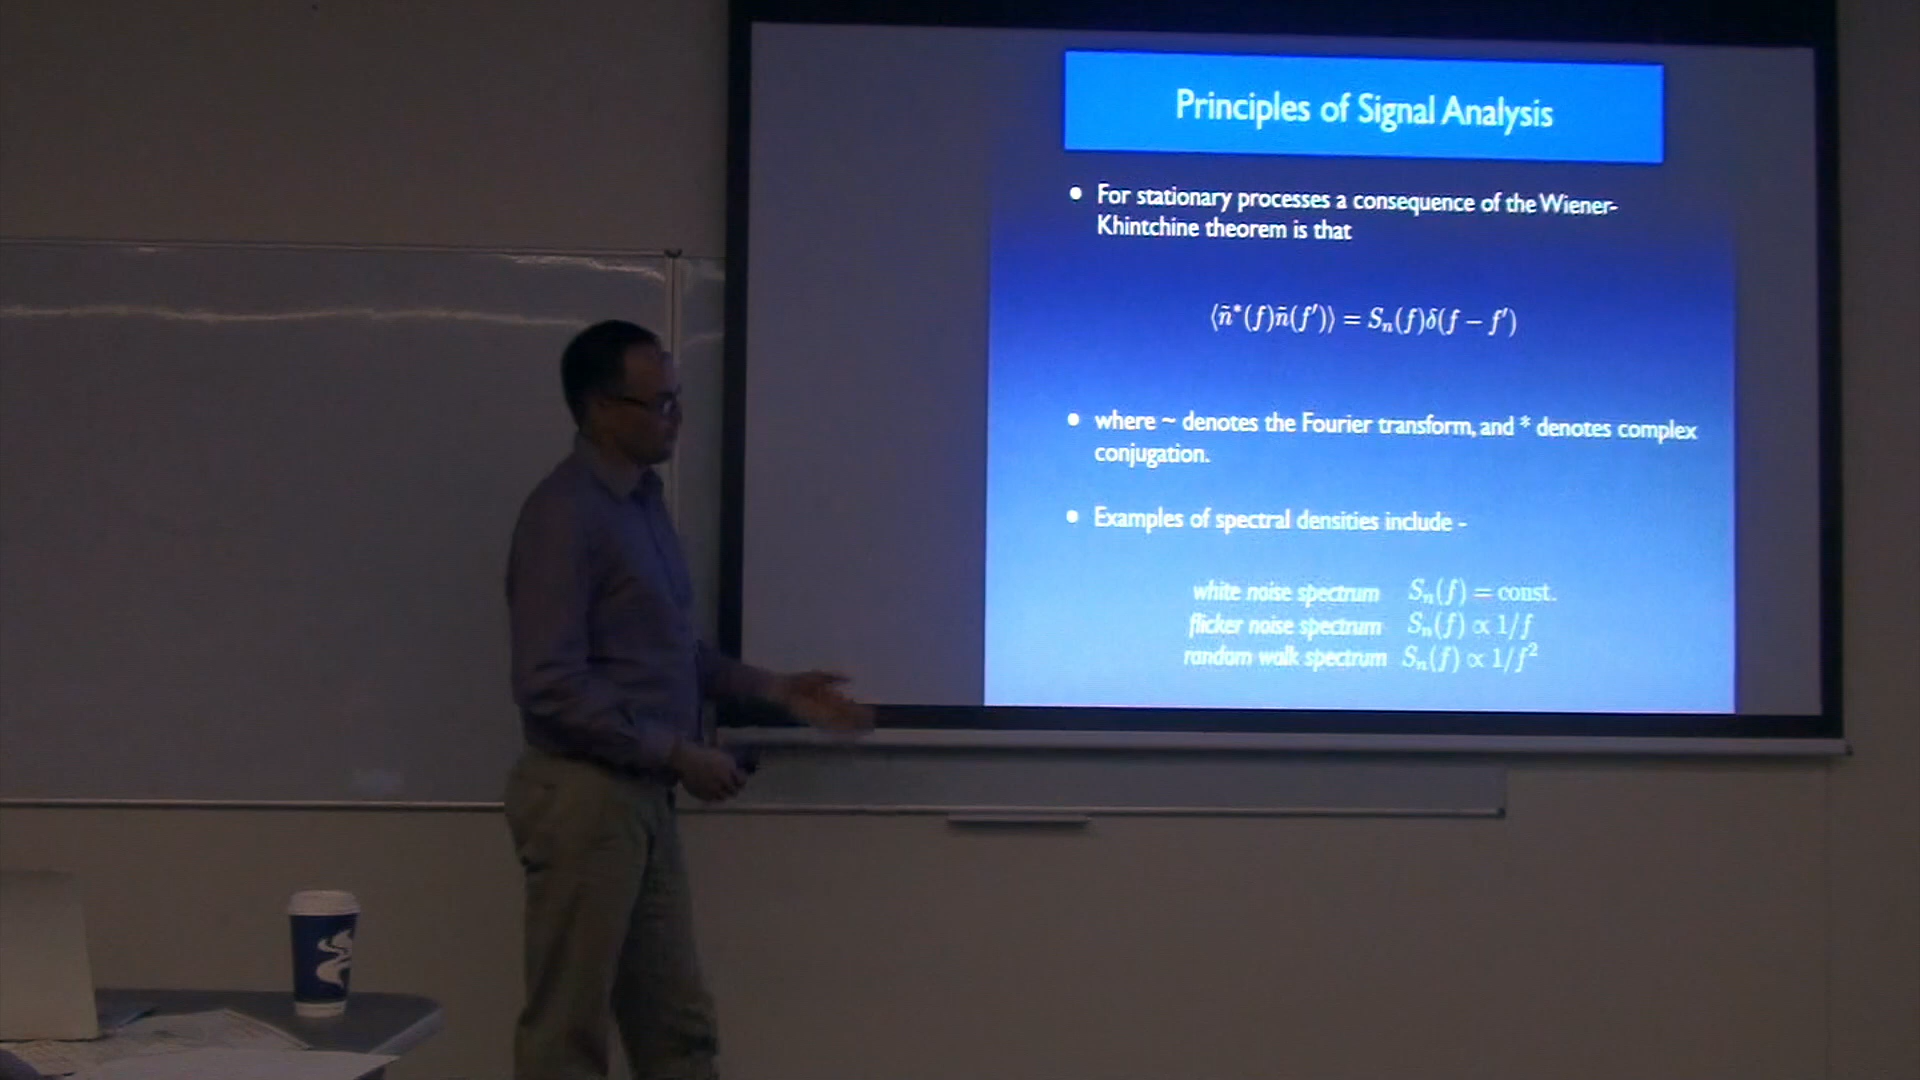 Principles of Signal Analysis
• For stationary processes a consequence of the Wiener-
Khintchine theorem is that
⟨ñ*(f)ñ(f′)⟩ = Sₙ(f)δ(f − f′)
• where ~ denotes the Fourier transform, and * denotes complex
conjugation.
• Examples of spectral densities include -
white noise spectrum Sₙ(f) = const.
flicker noise spectrum Sₙ(f) ∝ 1/f
random walk spectrum Sₙ(f) ∝ 1/f²